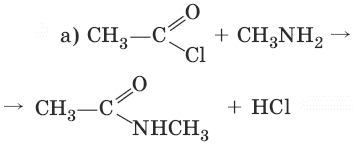 а) CH₃—C(=O)—Cl + CH₃NH₂ →
→ CH₃—C(=O)—NHCH₃ + HCl